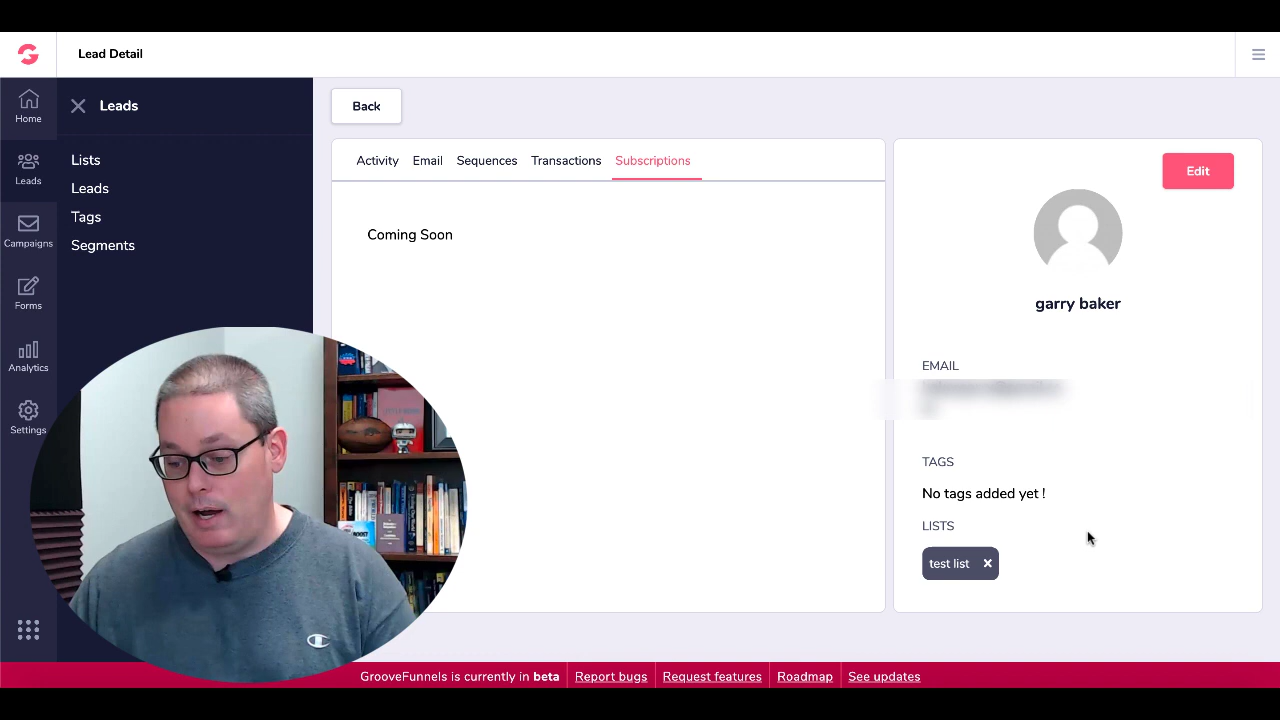 Lead Detail
Home
Leads
Campaigns
Forms
Analytics
Settings
Leads
Lists
Leads
Tags
Segments
Back
Activity Email Sequences Transactions Subscriptions
Coming Soon
Edit
garry baker
EMAIL
TAGS
No tags added yet !
LISTS
test list
GrooveFunnels is currently in beta
Report bugs
Request features
Roadmap
See updates